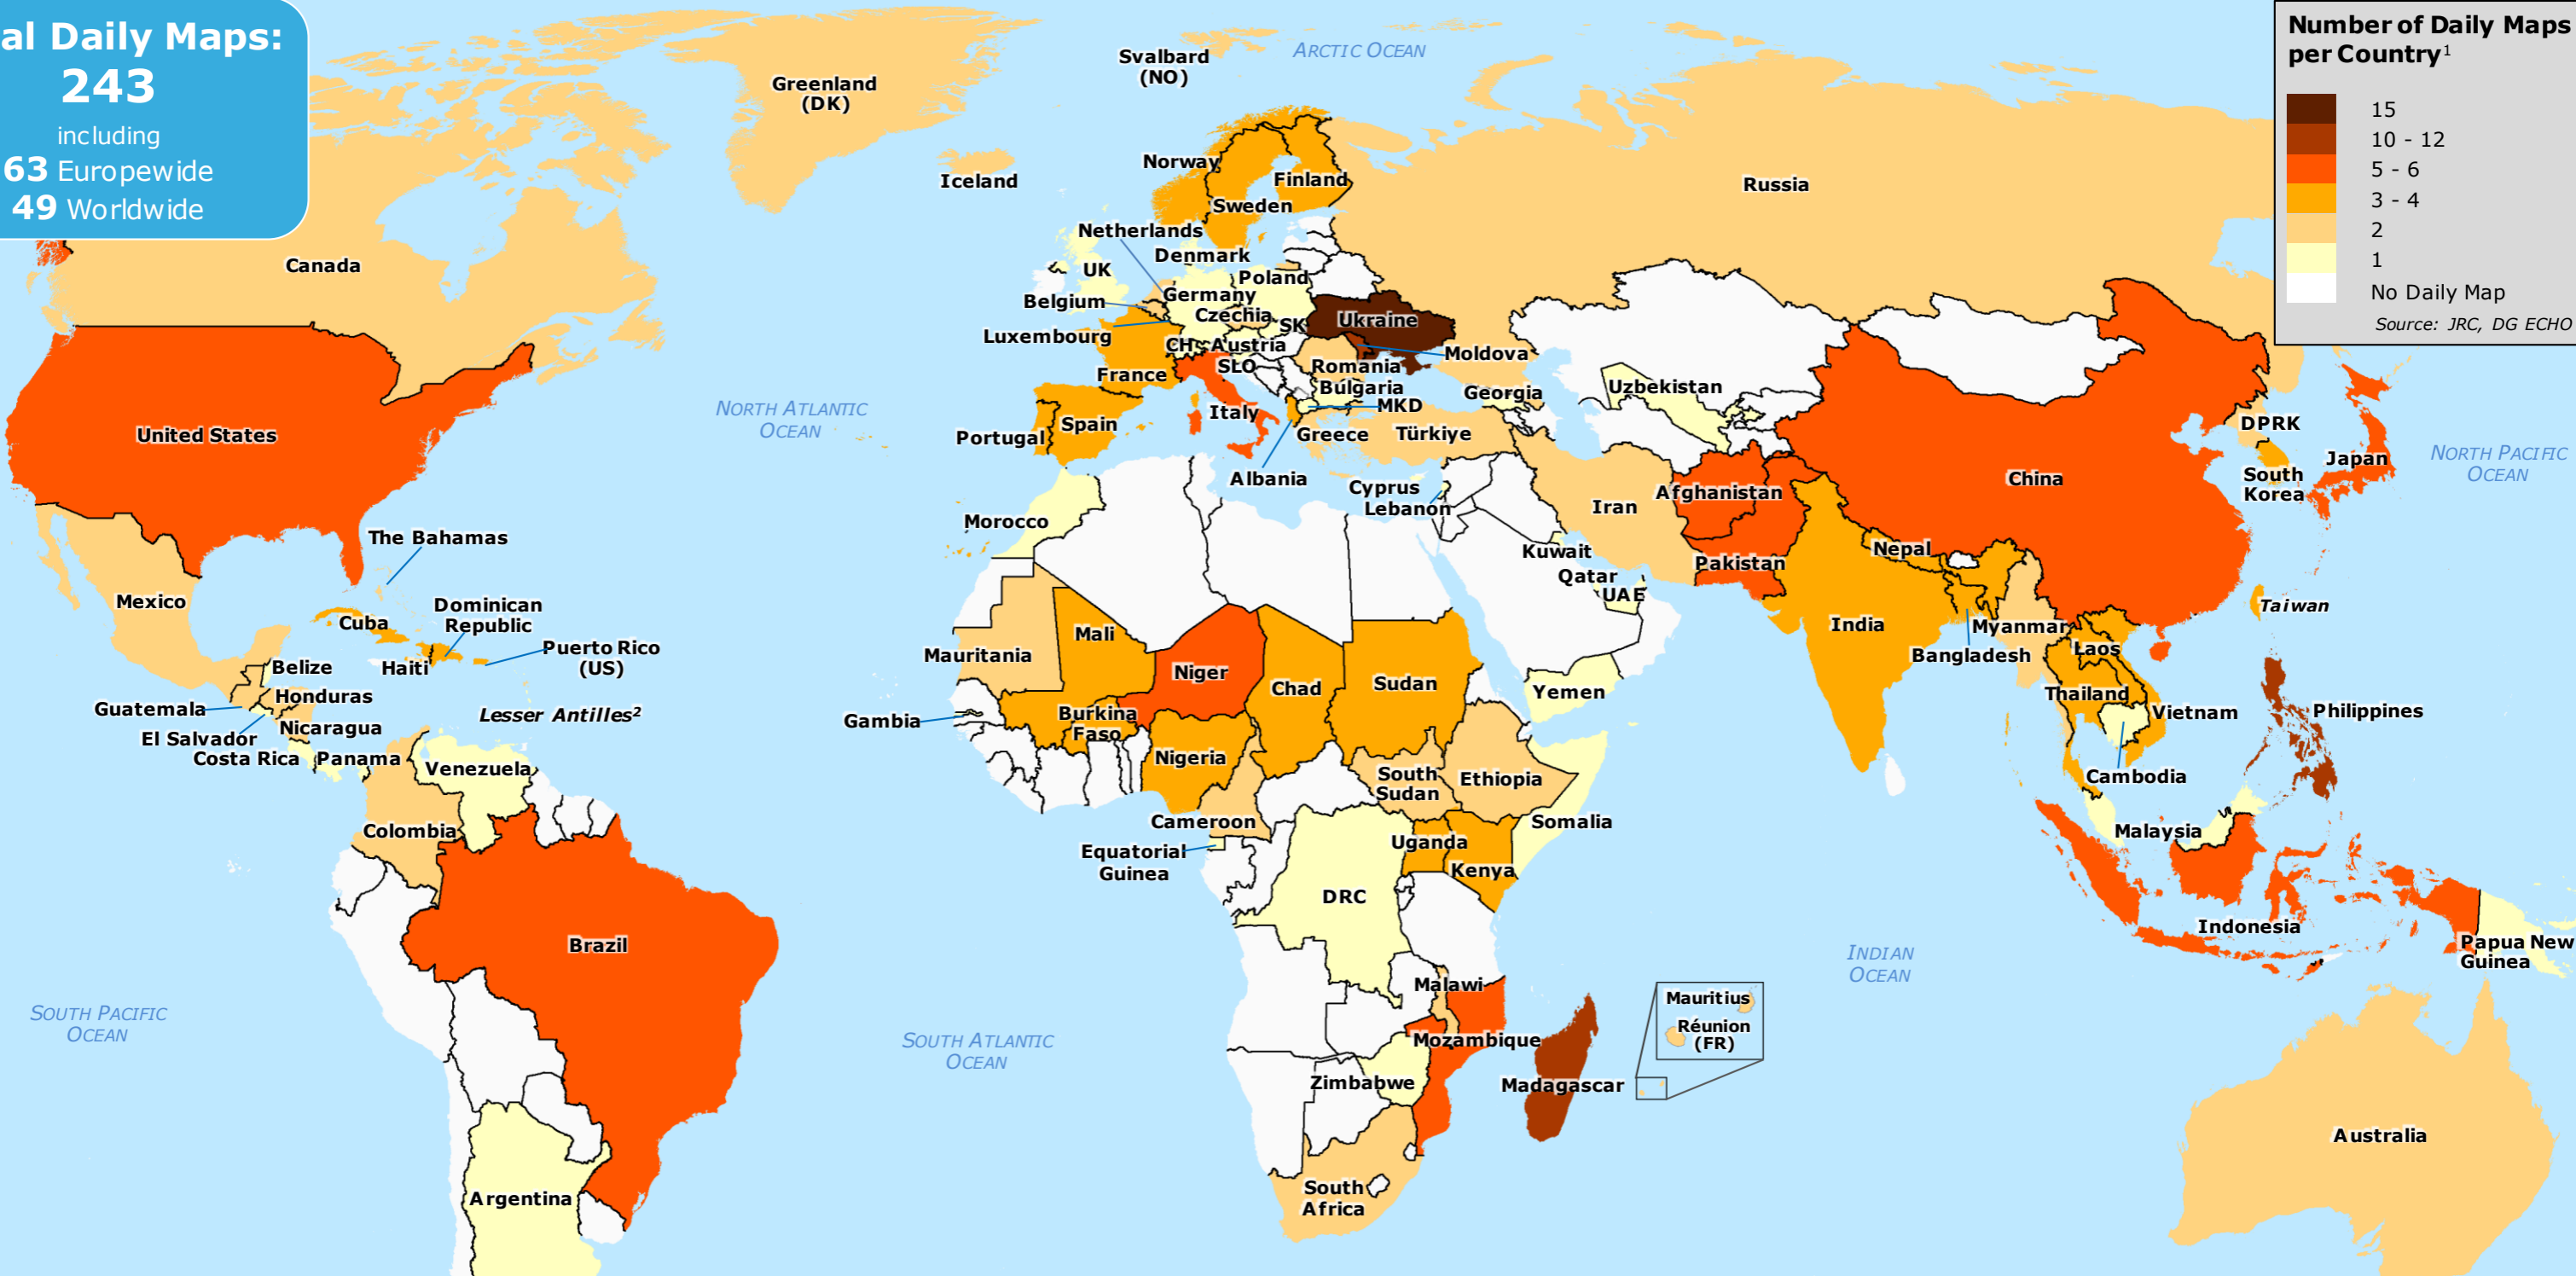 al Daily Maps:
243
including
63 Europewide
49 Worldwide
Number of Daily Maps
per Country¹
15
10 - 12
5 - 6
3 - 4
2
1
No Daily Map
Source: JRC, DG ECHO
ARCTIC OCEAN
Svalbard
(NO)
Greenland
(DK)
Iceland
Norway
Finland
Sweden
Russia
Canada
Netherlands
Denmark
UK
Poland
Belgium
Germany
Czechia
Luxembourg
SK
Ukraine
CH
Austria
Moldova
SLO
Romania
France
Bulgaria
Uzbekistan
Georgia
MKD
NORTH ATLANTIC
OCEAN
Italy
Spain
Portugal
Greece
Türkiye
United States
DPRK
Japan
NORTH PACIFIC
OCEAN
South
Korea
China
Albania
Cyprus
Lebanon
Afghanistan
Iran
Morocco
The Bahamas
Kuwait
Nepal
Pakistan
Qatar
UAE
Mexico
Dominican
Republic
Cuba
Taiwan
India
Myanmar
Mali
Puerto Rico
(US)
Haiti
Belize
Mauritania
Bangladesh
Laos
Niger
Chad
Sudan
Yemen
Thailand
Honduras
Guatemala
Lesser Antilles²
Nicaragua
Gambia
Burkina
Faso
Vietnam
Philippines
El Salvador
Costa Rica
Panama
Venezuela
Nigeria
South
Sudan
Ethiopia
Cambodia
Colombia
Cameroon
Somalia
Malaysia
Equatorial
Guinea
Uganda
Kenya
DRC
Brazil
Indonesia
Papua New
Guinea
INDIAN
OCEAN
Malawi
Mauritius
Réunion
(FR)
SOUTH PACIFIC
OCEAN
SOUTH ATLANTIC
OCEAN
Mozambique
Zimbabwe
Madagascar
Australia
Argentina
South
Africa